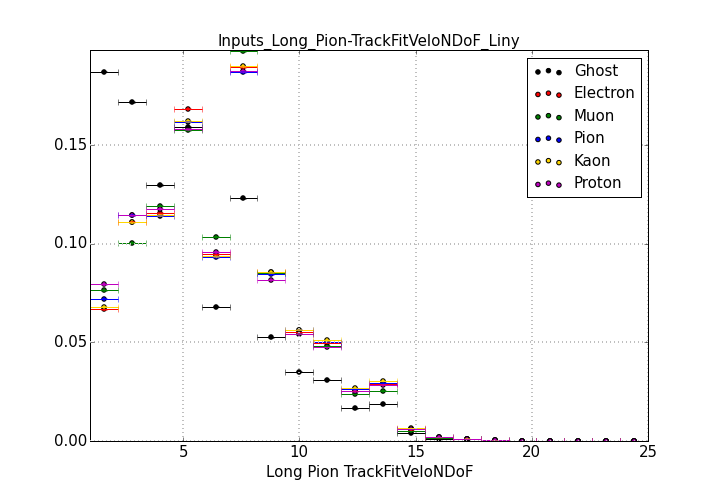 Inputs_Long_Pion-TrackFitVeloNDoF_Liny
Ghost
Electron
Muon
Pion
Kaon
Proton
0.15
0.10
0.05
0.00
5
10
15
20
25
Long Pion TrackFitVeloNDoF